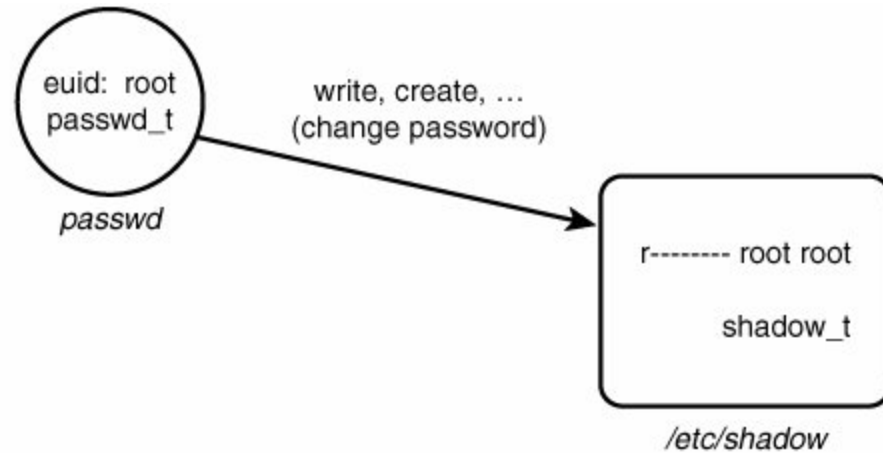 euid: root
passwd_t
passwd
write, create, ...
(change password)
r-------- root root
shadow_t
/etc/shadow